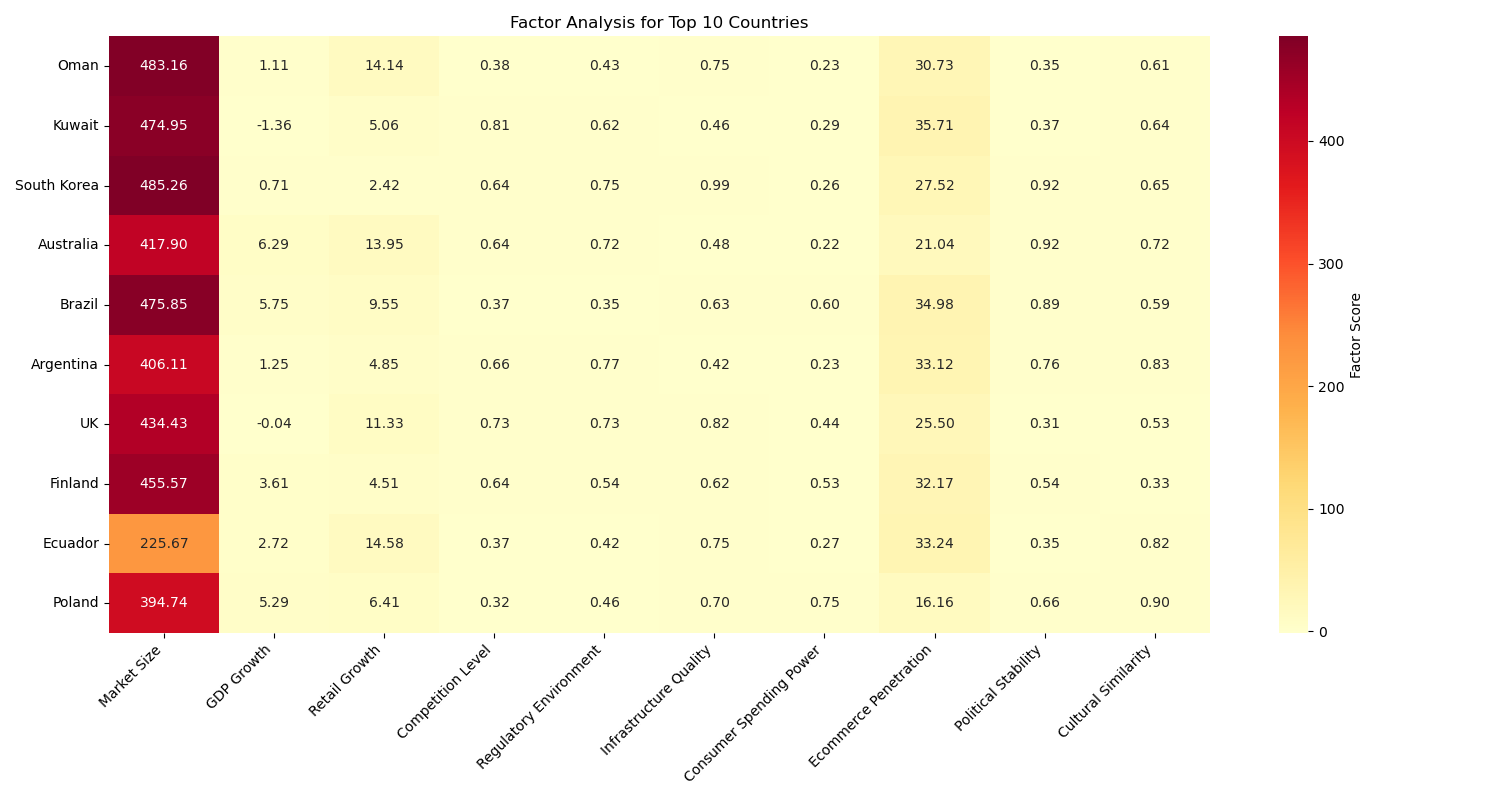 Factor Analysis for Top 10 Countries
Oman 483.16 1.11 14.14 0.38 0.43 0.75 0.23 30.73 0.35 0.61
Kuwait 474.95 -1.36 5.06 0.81 0.62 0.46 0.29 35.71 0.37 0.64
South Korea 485.26 0.71 2.42 0.64 0.75 0.99 0.26 27.52 0.92 0.65
Australia 417.90 6.29 13.95 0.64 0.72 0.48 0.22 21.04 0.92 0.72
Brazil 475.85 5.75 9.55 0.37 0.35 0.63 0.60 34.98 0.89 0.59
Argentina 406.11 1.25 4.85 0.66 0.77 0.42 0.23 33.12 0.76 0.83
UK 434.43 -0.04 11.33 0.73 0.73 0.82 0.44 25.50 0.31 0.53
Finland 455.57 3.61 4.51 0.64 0.54 0.62 0.53 32.17 0.54 0.33
Ecuador 225.67 2.72 14.58 0.37 0.42 0.75 0.27 33.24 0.35 0.82
Poland 394.74 5.29 6.41 0.32 0.46 0.70 0.75 16.16 0.66 0.90
Market Size
GDP Growth
Retail Growth
Competition Level
Regulatory Environment
Infrastructure Quality
Consumer Spending Power
Ecommerce Penetration
Political Stability
Cultural Similarity
400
300
200
100
0
Factor Score